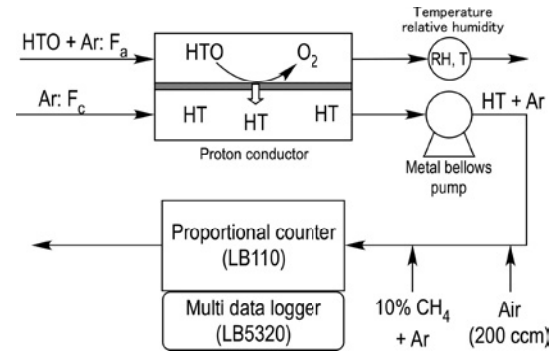 Temperature
relative humidity
HTO + Ar: Fₐ
HTO
O₂
RH, T
Ar: F_c
HT
HT
HT
HT + Ar
Proton conductor
Metal bellows
pump
Proportional counter
(LB110)
Multi data logger
(LB5320)
10% CH₄
+ Ar
Air
(200 ccm)